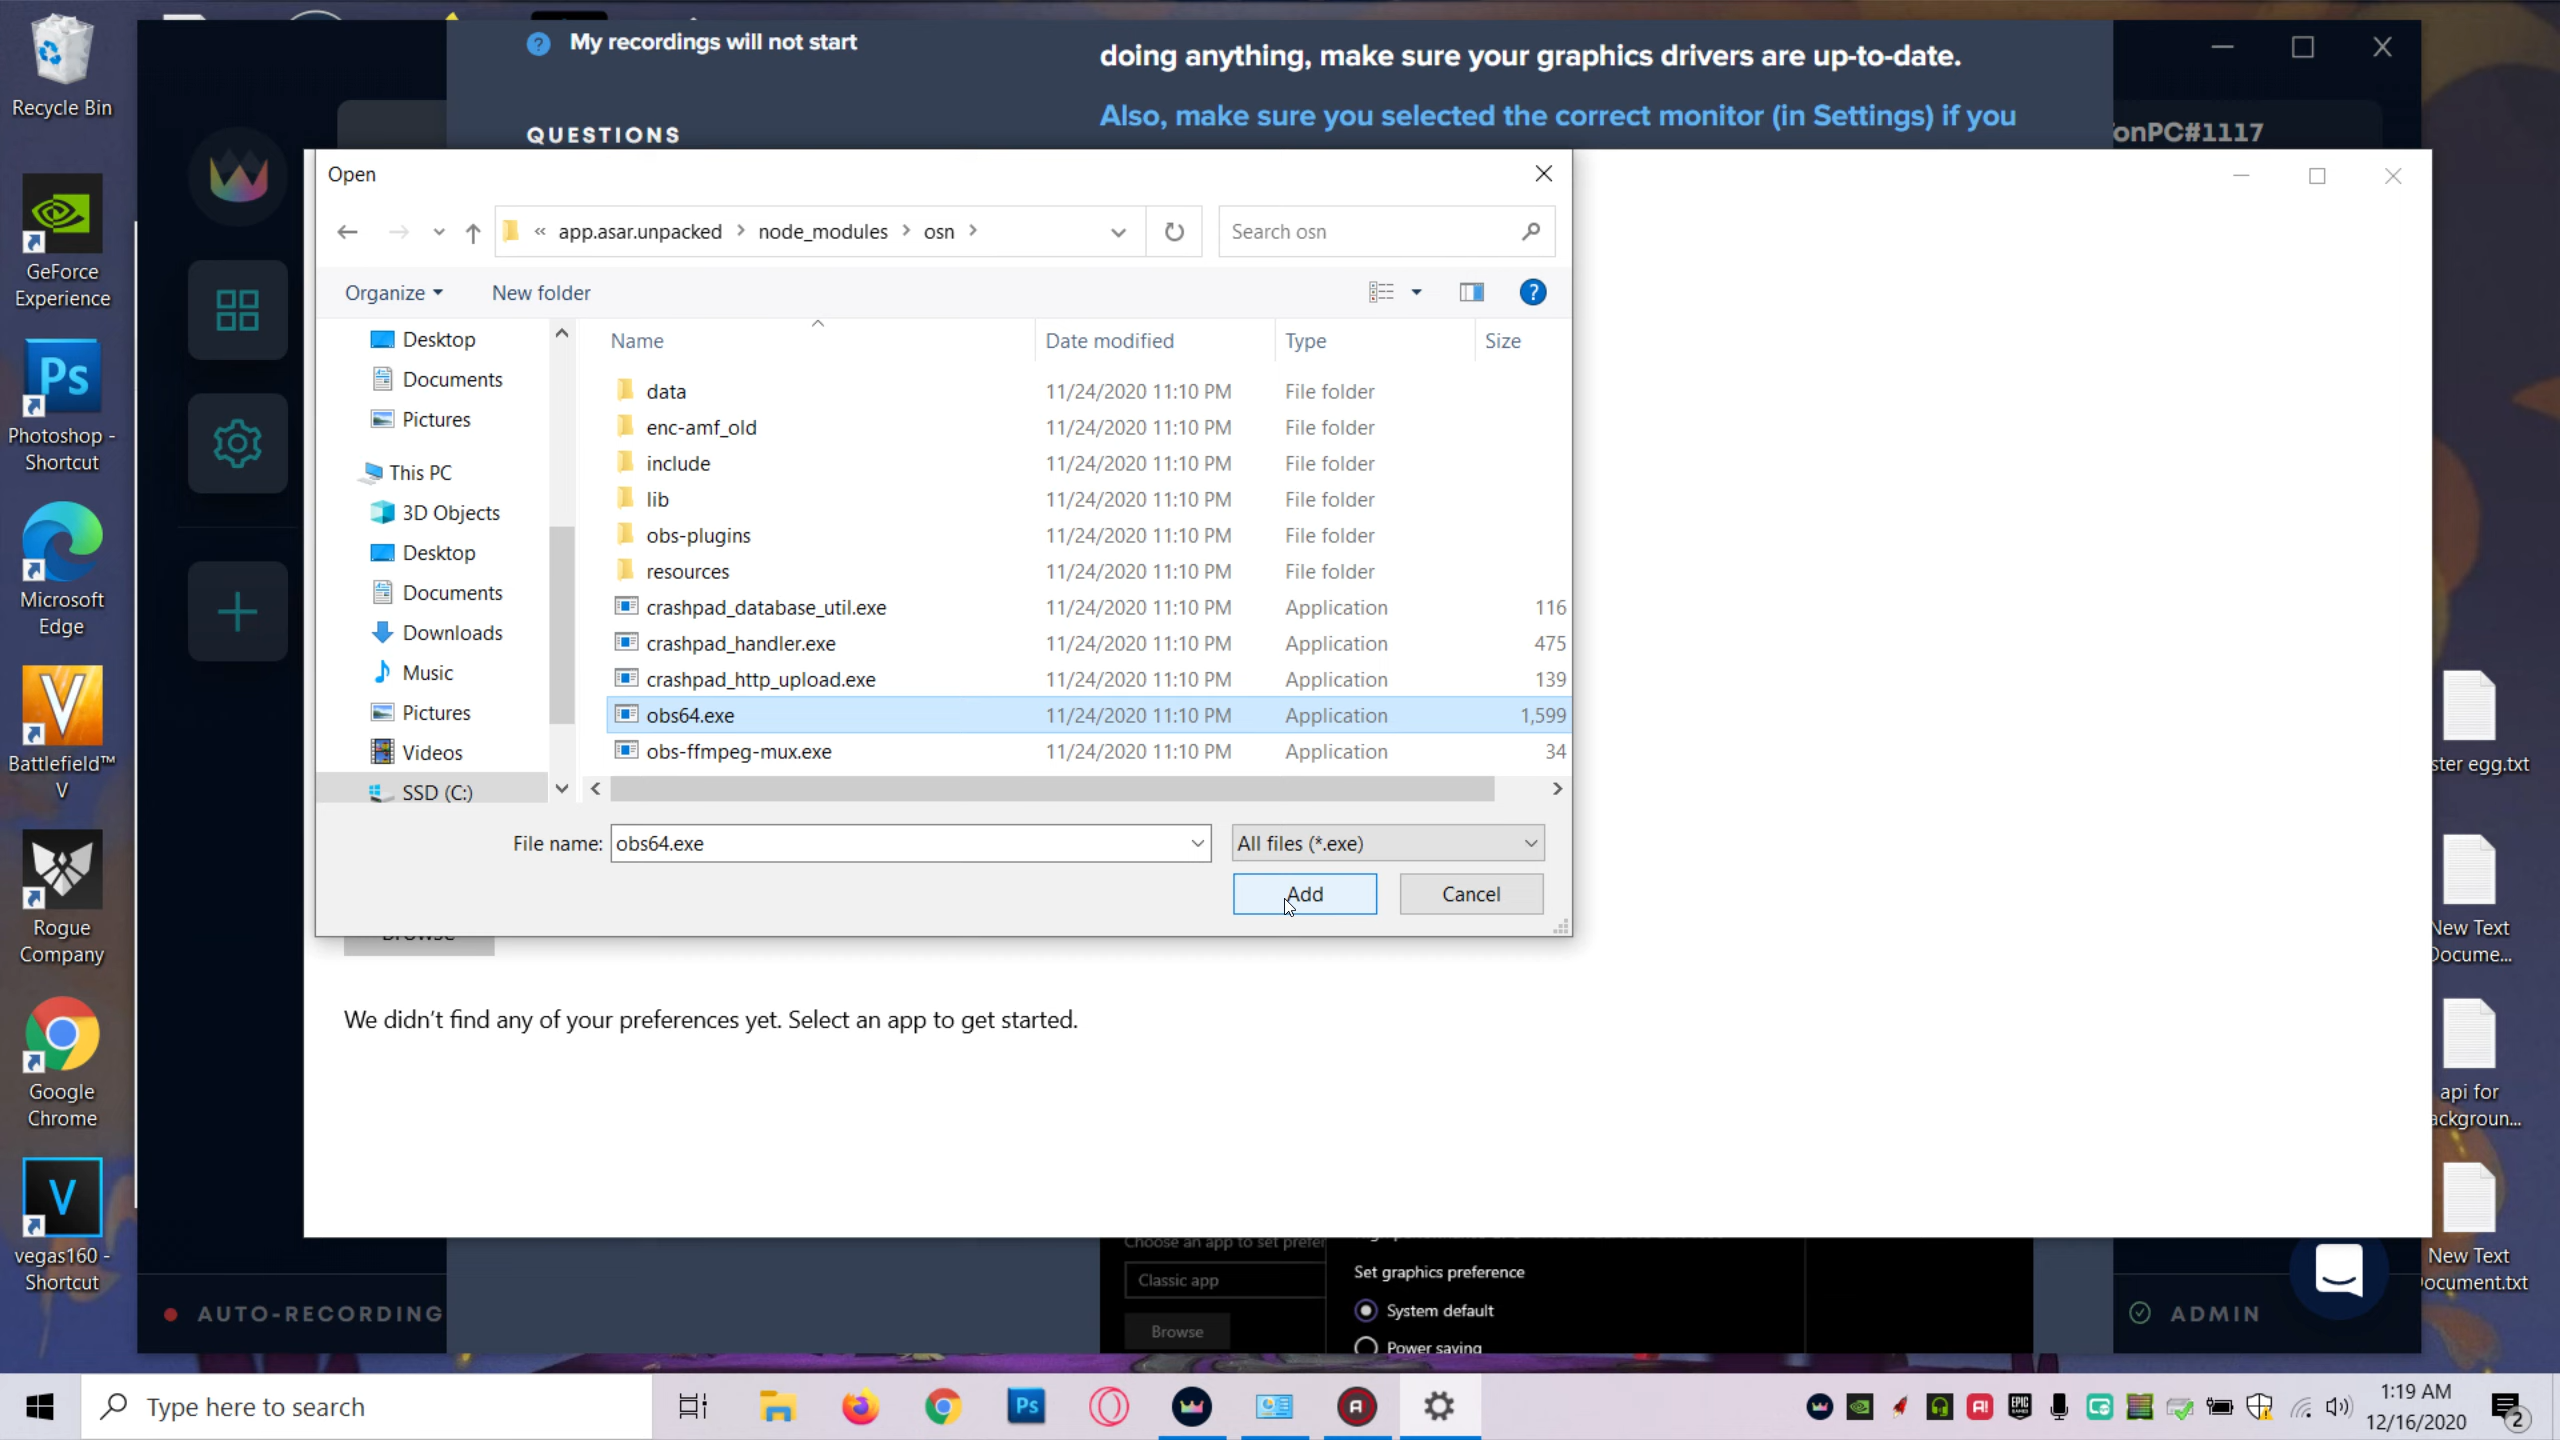 Recycle Bin
GeForce
Experience
Ps
Photoshop -
Shortcut
Microsoft
Edge
Battlefield™
V
Rogue
Company
Google
Chrome
V
vegas160 -
Shortcut
My recordings will not start
QUESTIONS
doing anything, make sure your graphics drivers are up-to-date.
Also, make sure you selected the correct monitor (in Settings) if you
onPC#1117
Open
« app.asar.unpacked > node_modules > osn >
Search osn
Organize
New folder
Desktop
Documents
Pictures
This PC
3D Objects
Desktop
Documents
Downloads
Music
Pictures
Videos
SSD (C:)
Name Date modified Type Size
data 11/24/2020 11:10 PM File folder
enc-amf_old 11/24/2020 11:10 PM File folder
include 11/24/2020 11:10 PM File folder
lib 11/24/2020 11:10 PM File folder
obs-plugins 11/24/2020 11:10 PM File folder
resources 11/24/2020 11:10 PM File folder
crashpad_database_util.exe 11/24/2020 11:10 PM Application 116
crashpad_handler.exe 11/24/2020 11:10 PM Application 475
crashpad_http_upload.exe 11/24/2020 11:10 PM Application 139
obs64.exe 11/24/2020 11:10 PM Application 1,599
obs-ffmpeg-mux.exe 11/24/2020 11:10 PM Application 34
File name: obs64.exe
All files (*.exe)
Add
Cancel
Browse
We didn't find any of your preferences yet. Select an app to get started.
Choose an app to set prefer
Classic app
Browse
Set graphics preference
System default
Power saving
AUTO-RECORDING
ADMIN
ster egg.txt
New Text
Docume...
api for
ackgroun...
New Text
ocument.txt
Type here to search
Ps
1:19 AM
12/16/2020
2